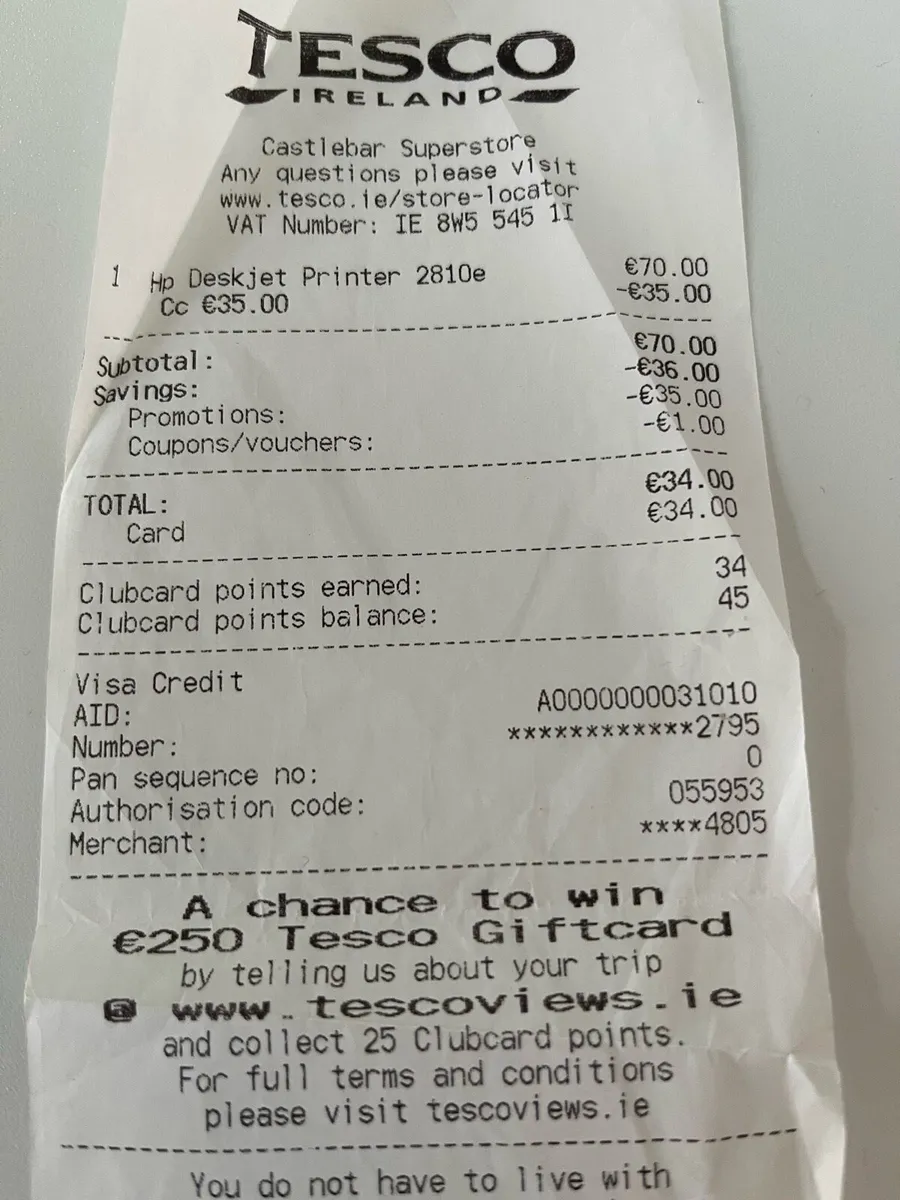 TESCO
IRELAND
Castlebar Superstore
Any questions please visit
www.tesco.ie/store-locator
VAT Number: IE 8W5 545 1I
1 Hp Deskjet Printer 2810e €70.00
Cc €35.00 -€35.00
Subtotal: €70.00
Savings: -€36.00
Promotions: -€35.00
Coupons/vouchers: -€1.00
TOTAL: €34.00
Card €34.00
Clubcard points earned: 34
Clubcard points balance: 45
Visa Credit
AID: A0000000031010
Number: ************2795
Pan sequence no: 0
Authorisation code: 055953
Merchant: ****4805
A chance to win
€250 Tesco Giftcard
by telling us about your trip
@ www.tescoviews.ie
and collect 25 Clubcard points.
For full terms and conditions
please visit tescoviews.ie
You do not have to live with